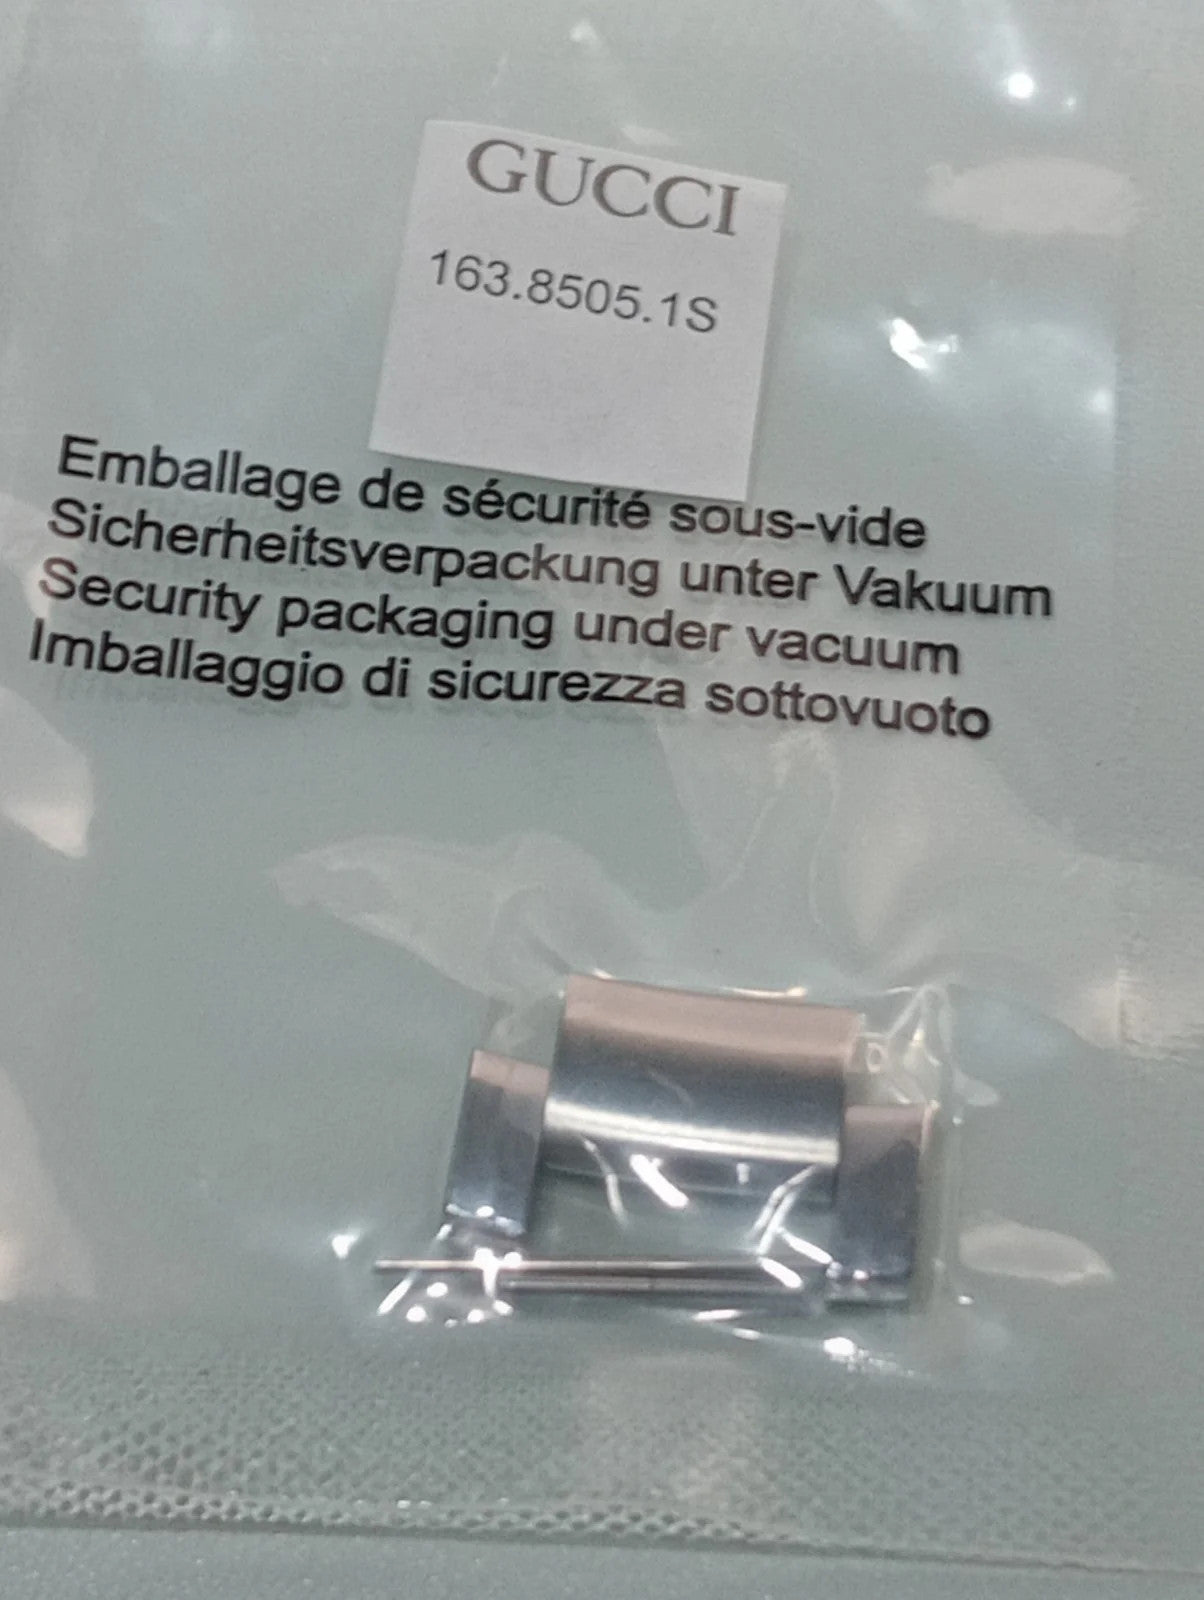 GUCCI
163.8505.1S
Emballage de sécurité sous-vide
Sicherheitsverpackung unter Vakuum
Security packaging under vacuum
Imballaggio di sicurezza sottovuoto